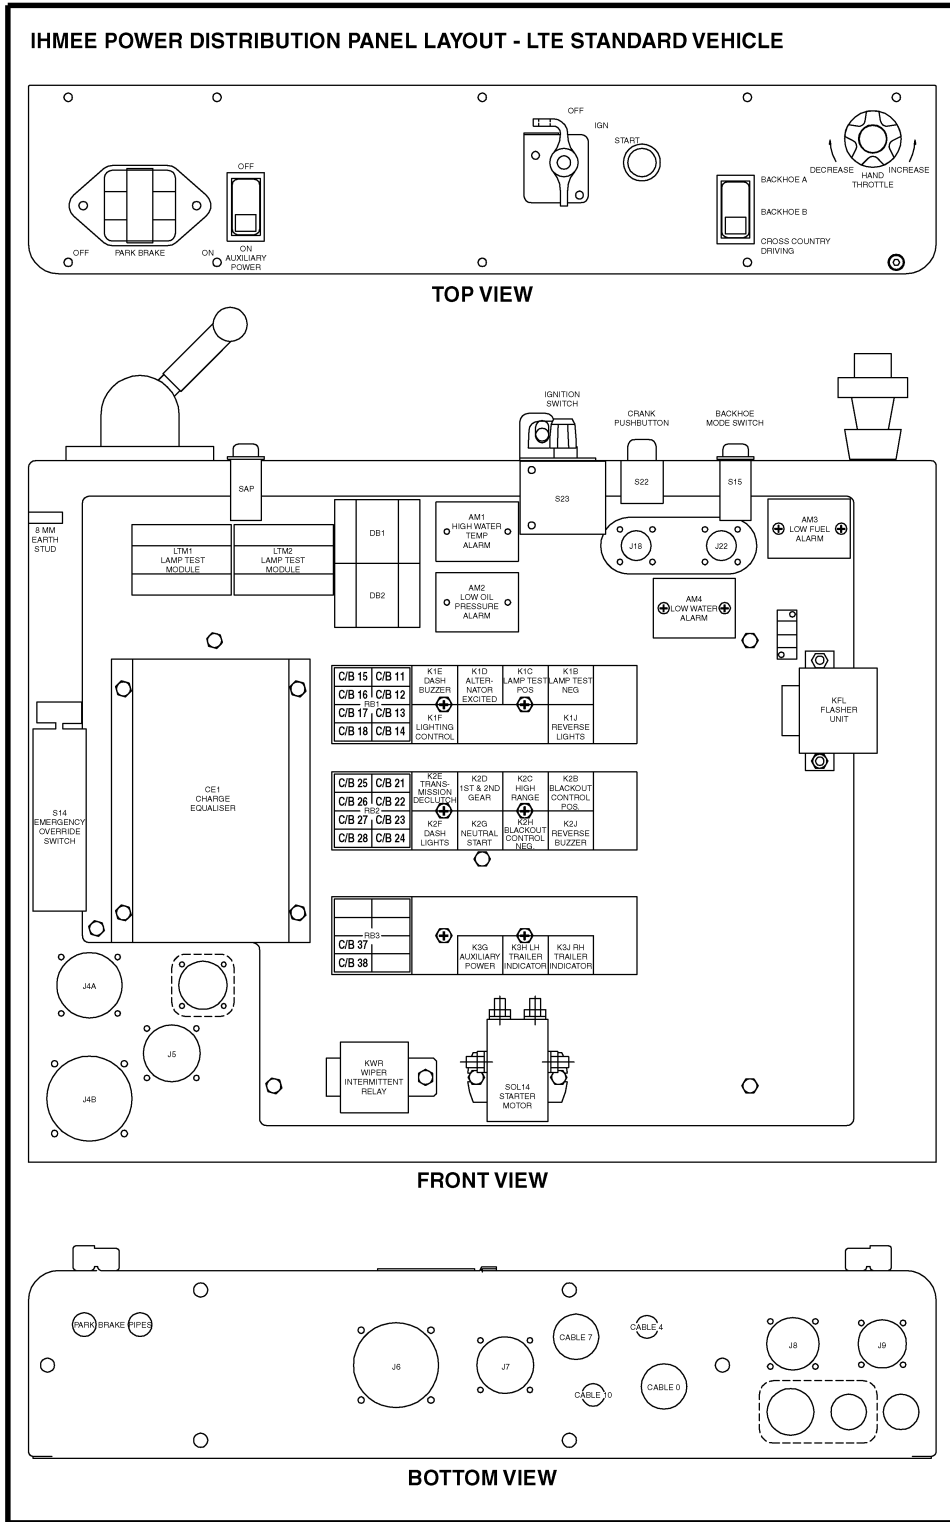 IHMEE POWER DISTRIBUTION PANEL LAYOUT - LTE STANDARD VEHICLE
OFF
IGN
START
DECREASE
HAND
THROTTLE
INCREASE
OFF
BACKHOE A
BACKHOE B
CROSS COUNTRY
DRIVING
OFF
PARK BRAKE
ON
ON
AUXILIARY
POWER
TOP VIEW
IGNITION
SWITCH
CRANK
PUSHBUTTON
BACKHOE
MODE SWITCH
SAP
S23
S22
S15
8 MM
EARTH
STUD
LTM1
LAMP TEST
MODULE
LTM2
LAMP TEST
MODULE
DB1
DB2
AM1
HIGH WATER
TEMP
ALARM
AM2
LOW OIL
PRESSURE
ALARM
J18
J22
AM3
LOW FUEL
ALARM
AM4
LOW WATER
ALARM
C/B 15 C/B 11
C/B 16 C/B 12
RB1
C/B 17 C/B 13
C/B 18 C/B 14
K1E
DASH
BUZZER
K1D
ALTER-
NATOR
EXCITED
K1C
LAMP TEST
POS
K1B
LAMP TEST
NEG
K1F
LIGHTING
CONTROL
K1J
REVERSE
LIGHTS
KFL
FLASHER
UNIT
CE1
CHARGE
EQUALISER
S14
EMERGENCY
OVERRIDE
SWITCH
C/B 25 C/B 21
C/B 26 C/B 22
RB2
C/B 27 C/B 23
C/B 28 C/B 24
K2E
TRANS-
MISSION
DECLUTCH
K2D
1ST & 2ND
GEAR
K2C
HIGH
RANGE
K2B
BLACKOUT
CONTROL
POS.
K2F
DASH
LIGHTS
K2G
NEUTRAL
START
K2H
BLACKOUT
CONTROL
NEG.
K2J
REVERSE
BUZZER
RB3
C/B 37
C/B 38
K3G
AUXILIARY
POWER
K3H LH
TRAILER
INDICATOR
K3J RH
TRAILER
INDICATOR
J4A
J5
J4B
KWR
WIPER
INTERMITTENT
RELAY
SOL14
STARTER
MOTOR
FRONT VIEW
PARK BRAKE PIPES
J6
J7
CABLE 7
CABLE 4
CABLE 10
CABLE 0
J8
J9
BOTTOM VIEW